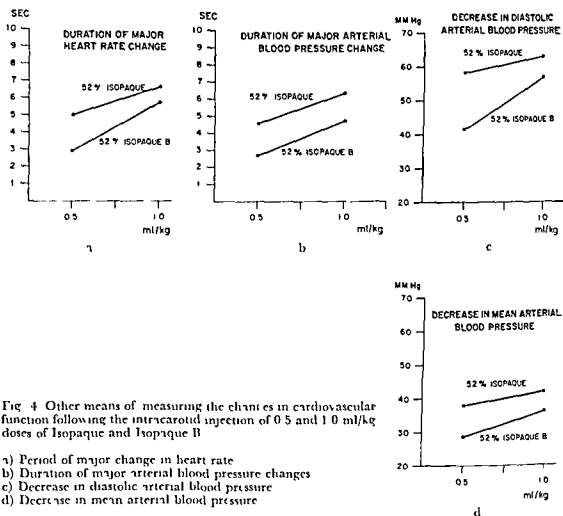 SEC
DURATION OF MAJOR
HEART RATE CHANGE
10
9
8
7
6
5
4
3
2
1
52% ISOPAQUE
52% ISOPAQUE B
0 5
1 0
ml/kg
a
SEC
DURATION OF MAJOR ARTERIAL
BLOOD PRESSURE CHANGE
10
9
8
7
6
5
4
3
2
1
52% ISOPAQUE
52% ISOPAQUE B
0 5
1 0
ml/kg
b
MM Hg
DECREASE IN DIASTOLIC
ARTERIAL BLOOD PRESSURE
70
60
50
40
30
20
52% ISOPAQUE
52% ISOPAQUE B
0 5
1 0
ml/kg
c
MM Hg
DECREASE IN MEAN ARTERIAL
BLOOD PRESSURE
70
60
50
40
30
20
52% ISOPAQUE
52% ISOPAQUE B
0 5
1 0
ml/kg
d
Fig 4 Other means of measuring the changes in cardiovascular
function following the intracarotid injection of 0 5 and 1 0 ml/kg
doses of Isopaque and Isopaque B
a) Period of major change in heart rate
b) Duration of major arterial blood pressure changes
c) Decrease in diastolic arterial blood pressure
d) Decrease in mean arterial blood pressure